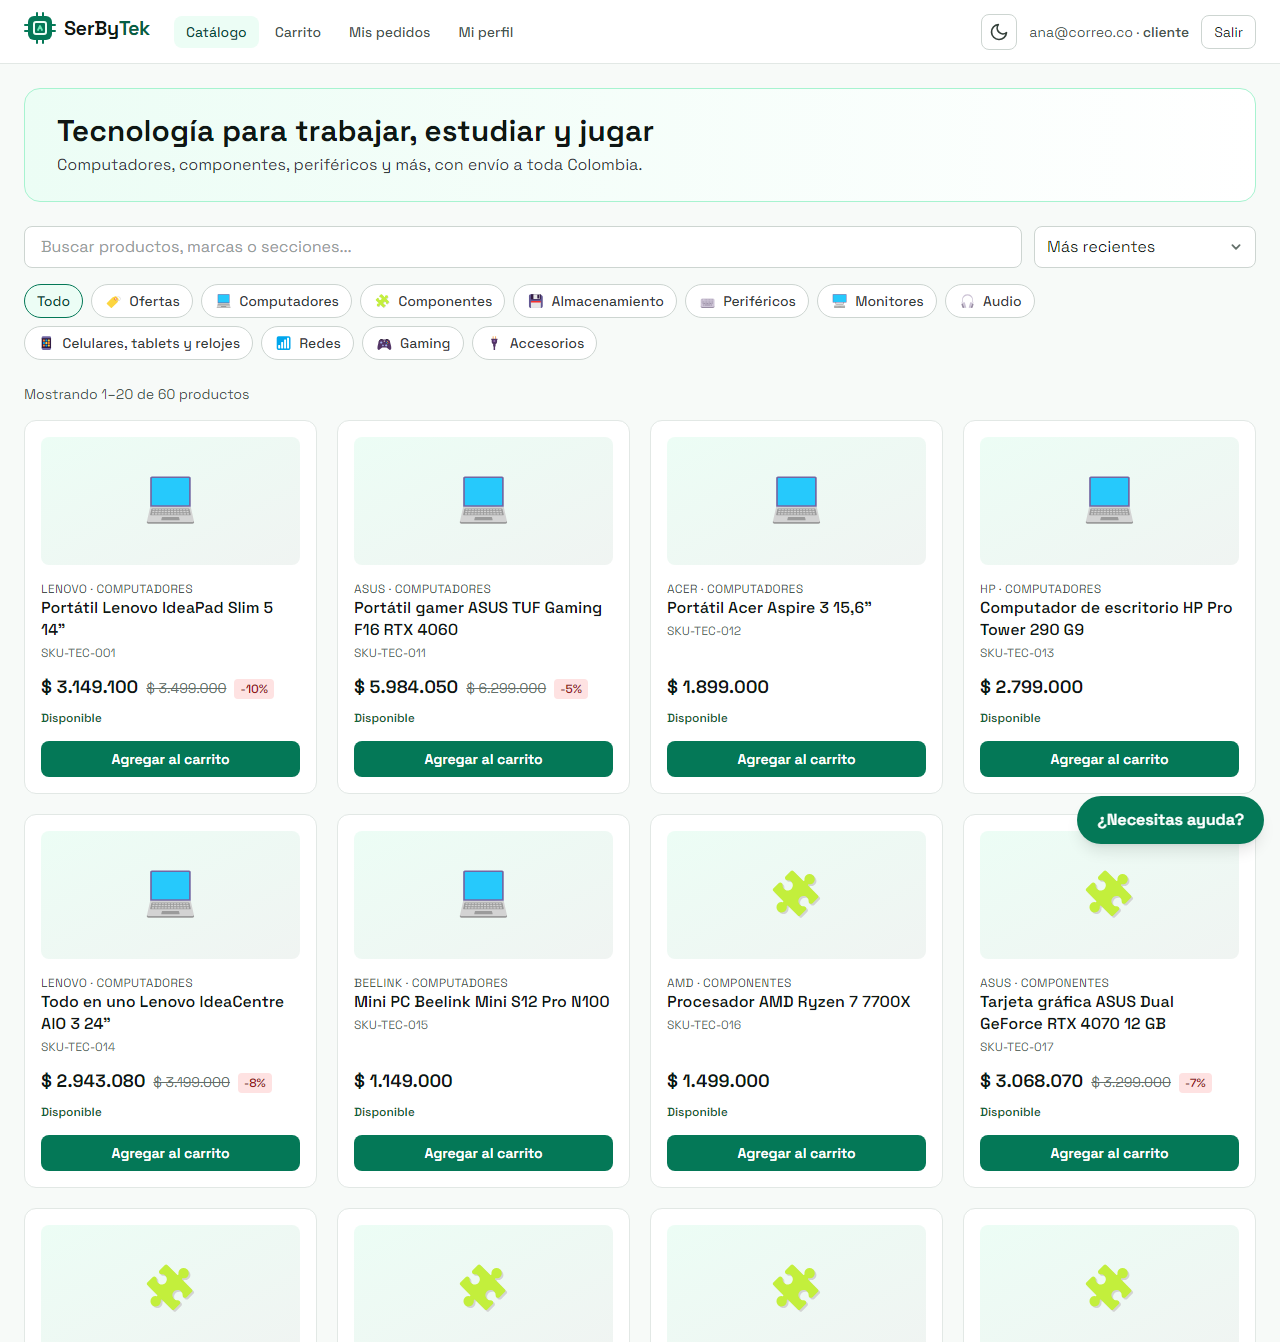 SerByTek
Catálogo
Carrito
Mis pedidos
Mi perfil
ana@correo.co · cliente
Salir
Tecnología para trabajar, estudiar y jugar
Computadores, componentes, periféricos y más, con envío a toda Colombia.
Buscar productos, marcas o secciones...
Más recientes
Todo
Ofertas
Computadores
Componentes
Almacenamiento
Periféricos
Monitores
Audio
Celulares, tablets y relojes
Redes
Gaming
Accesorios
Mostrando 1–20 de 60 productos
LENOVO · COMPUTADORES
Portátil Lenovo IdeaPad Slim 5
14”
SKU-TEC-001
$ 3.149.100 $ 3.499.000 -10%
Disponible
Agregar al carrito
ASUS · COMPUTADORES
Portátil gamer ASUS TUF Gaming
F16 RTX 4060
SKU-TEC-011
$ 5.984.050 $ 6.299.000 -5%
Disponible
Agregar al carrito
ACER · COMPUTADORES
Portátil Acer Aspire 3 15,6”
SKU-TEC-012
$ 1.899.000
Disponible
Agregar al carrito
HP · COMPUTADORES
Computador de escritorio HP Pro
Tower 290 G9
SKU-TEC-013
$ 2.799.000
Disponible
Agregar al carrito
¿Necesitas ayuda?
LENOVO · COMPUTADORES
Todo en uno Lenovo IdeaCentre
AIO 3 24”
SKU-TEC-014
$ 2.943.080 $ 3.199.000 -8%
Disponible
Agregar al carrito
BEELINK · COMPUTADORES
Mini PC Beelink Mini S12 Pro N100
SKU-TEC-015
$ 1.149.000
Disponible
Agregar al carrito
AMD · COMPONENTES
Procesador AMD Ryzen 7 7700X
SKU-TEC-016
$ 1.499.000
Disponible
Agregar al carrito
ASUS · COMPONENTES
Tarjeta gráfica ASUS Dual
GeForce RTX 4070 12 GB
SKU-TEC-017
$ 3.068.070 $ 3.299.000 -7%
Disponible
Agregar al carrito